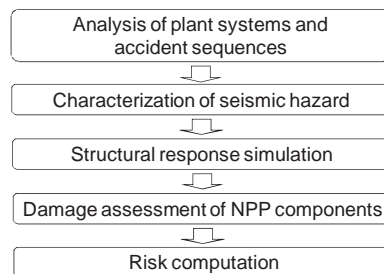 Analysis of plant systems and
accident sequences
Characterization of seismic hazard
Structural response simulation
Damage assessment of NPP components
Risk computation